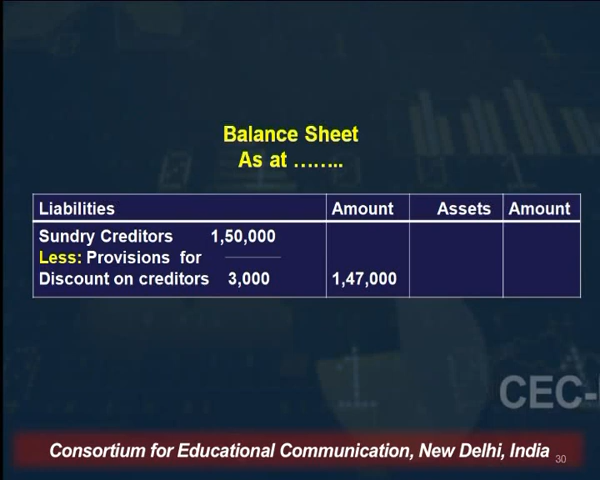 Balance Sheet
As at ……..
Liabilities Amount Assets Amount
Sundry Creditors 1,50,000
Less: Provisions for
Discount on creditors 3,000 1,47,000
CEC-
Consortium for Educational Communication, New Delhi, India 30